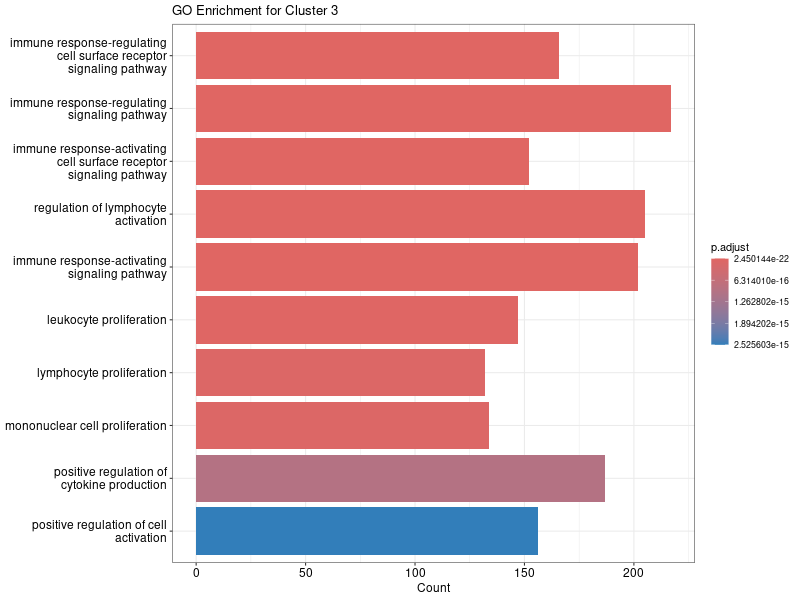 GO Enrichment for Cluster 3
immune response-regulating
cell surface receptor
signaling pathway
immune response-regulating
signaling pathway
immune response-activating
cell surface receptor
signaling pathway
regulation of lymphocyte
activation
immune response-activating
signaling pathway
leukocyte proliferation
lymphocyte proliferation
mononuclear cell proliferation
positive regulation of
cytokine production
positive regulation of cell
activation
0 50 100 150 200
Count
p.adjust
2.450144e-22
6.314010e-16
1.262802e-15
1.894202e-15
2.525603e-15